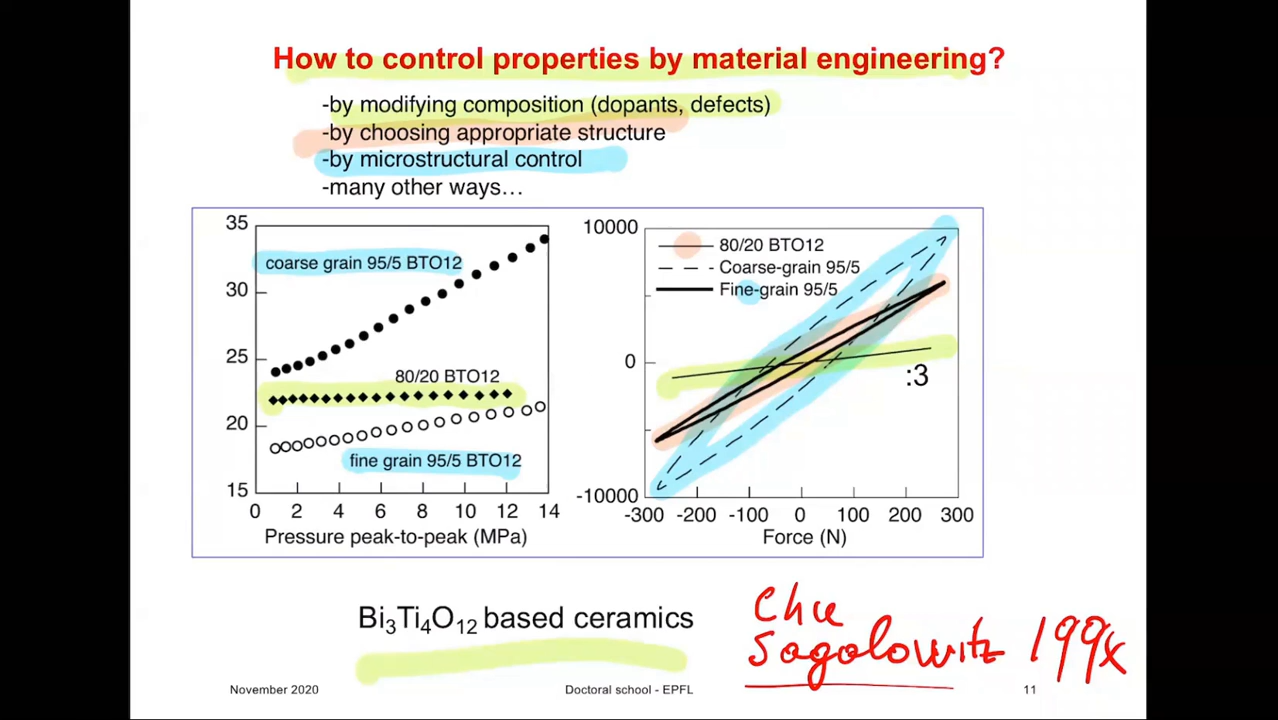 How to control properties by material engineering?
-by modifying composition (dopants, defects)
-by choosing appropriate structure
-by microstructural control
-many other ways…
35
30
25
20
15
coarse grain 95/5 BTO12
80/20 BTO12
fine grain 95/5 BTO12
0 2 4 6 8 10 12 14
Pressure peak-to-peak (MPa)
10000
0
-10000
80/20 BTO12
Coarse-grain 95/5
Fine-grain 95/5
:3
-300 -200 -100 0 100 200 300
Force (N)
Bi3Ti4O12 based ceramics
Chu
Sagolowitz 199x
November 2020
Doctoral school - EPFL
11